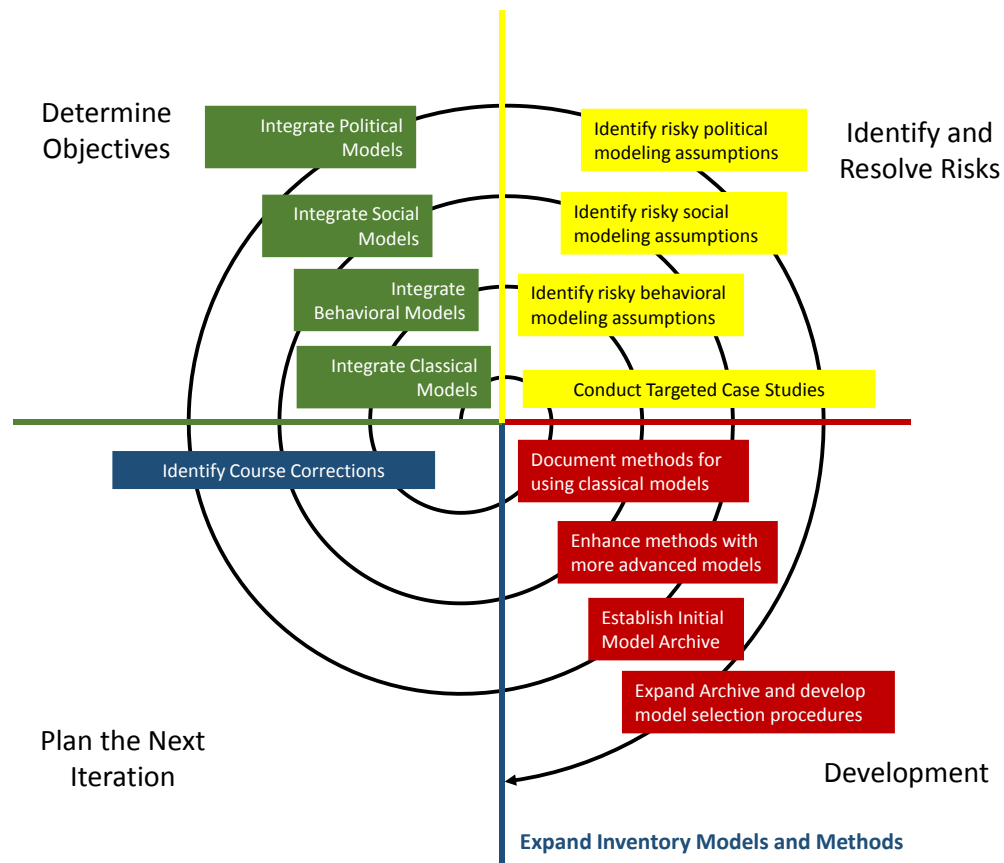 Determine
Objectives
Integrate Political
Models
Identify risky political
modeling assumptions
Identify and
Resolve Risks
Integrate Social
Models
Identify risky social
modeling assumptions
Integrate
Behavioral Models
Identify risky behavioral
modeling assumptions
Integrate Classical
Models
Conduct Targeted Case Studies
Identify Course Corrections
Document methods for
using classical models
Enhance methods with
more advanced models
Establish Initial
Model Archive
Expand Archive and develop
model selection procedures
Plan the Next
Iteration
Development
Expand Inventory Models and Methods